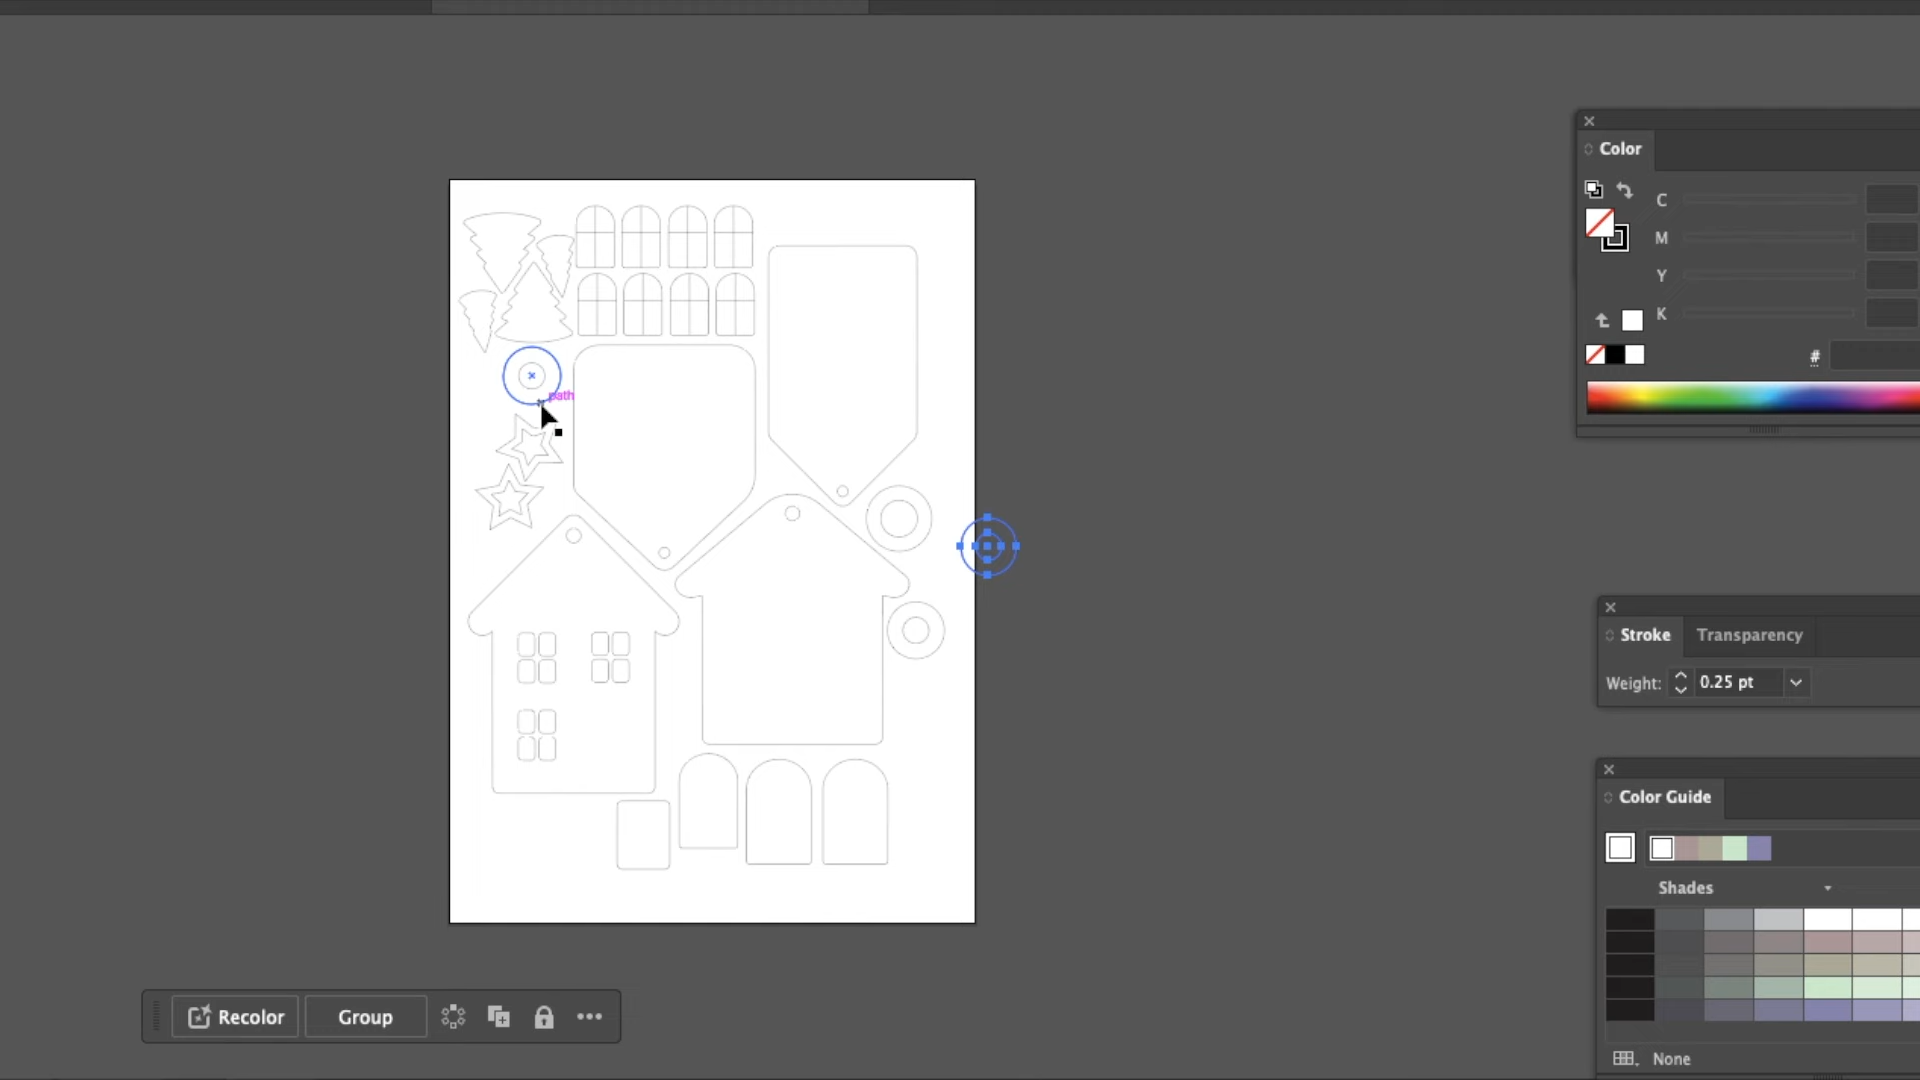 Color
C
M
Y
K
#
path
Stroke
Transparency
Weight:
0.25 pt
Color Guide
Shades
Recolor
Group
None